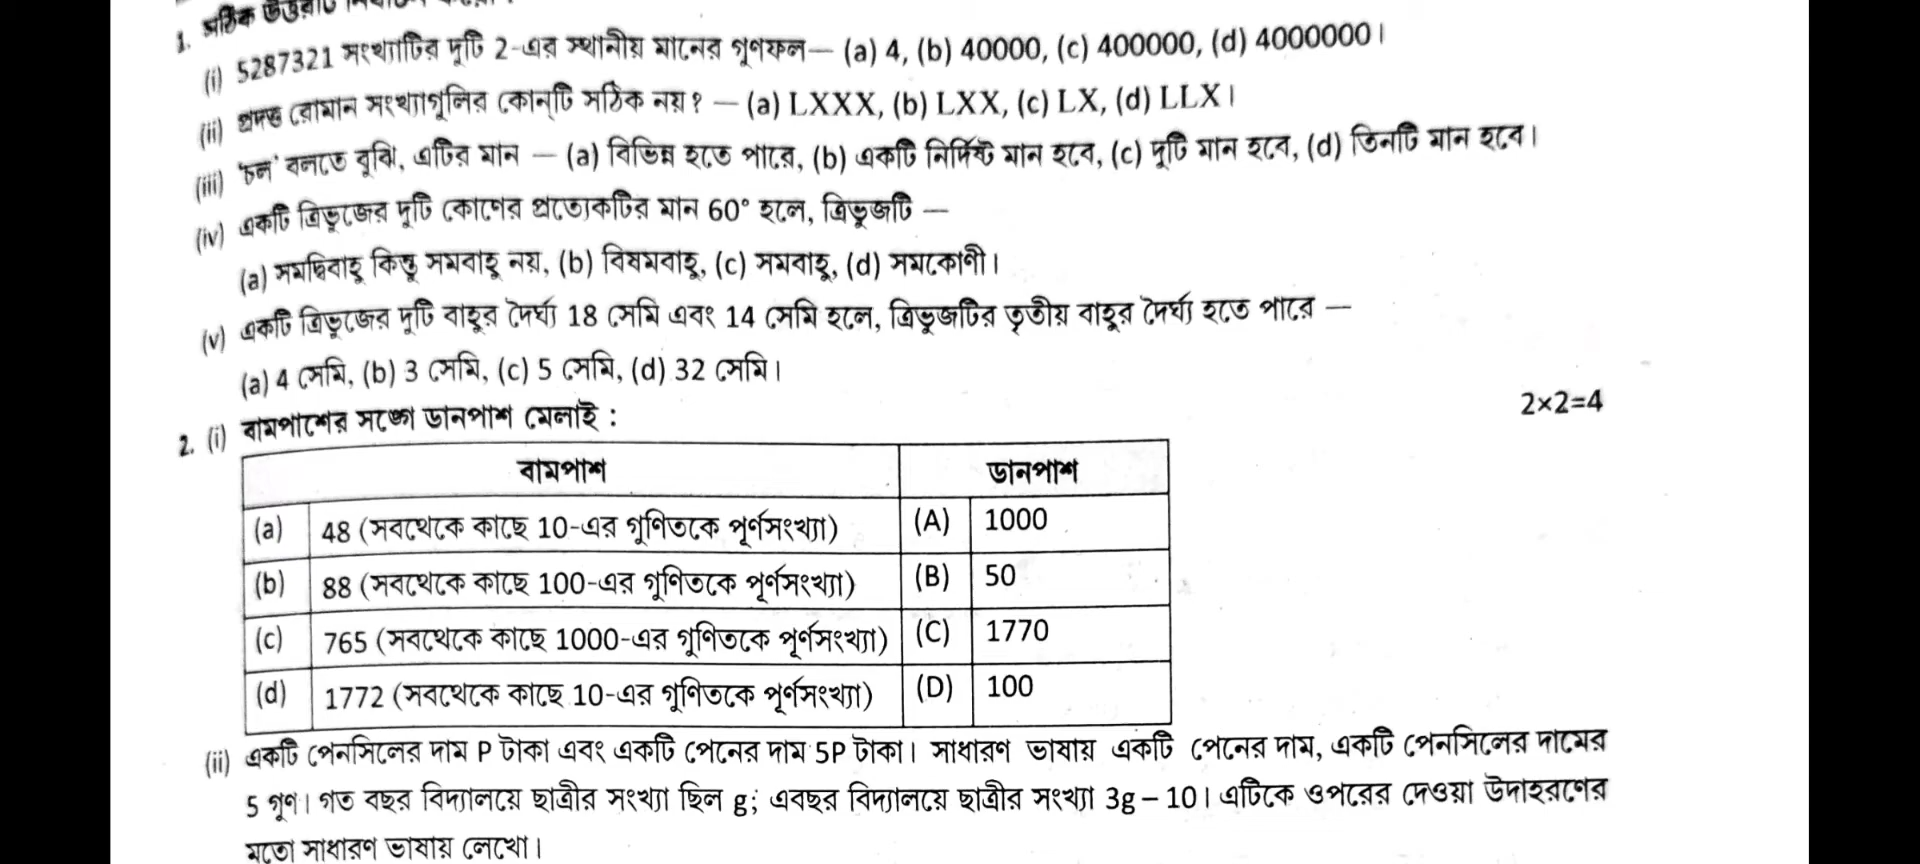 1. সঠিক উত্তরটি
(i) 5287321 সংখ্যাটির দুটি 2-এর স্থানীয় মানের গুণফল— (a) 4, (b) 40000, (c) 400000, (d) 4000000।
(ii) প্রদত্ত রোমান সংখ্যাগুলির কোন্‌টি সঠিক নয়? — (a) LXXX, (b) LXX, (c) LX, (d) LLX।
(iii) 'চল' বলতে বুঝি, এটির মান — (a) বিভিন্ন হতে পারে, (b) একটি নির্দিষ্ট মান হবে, (c) দুটি মান হবে, (d) তিনটি মান হবে।
(iv) একটি ত্রিভুজের দুটি কোণের প্রত্যেকটির মান 60° হলে, ত্রিভুজটি —
(a) সমদ্বিবাহু কিন্তু সমবাহু নয়, (b) বিষমবাহু, (c) সমবাহু, (d) সমকোণী।
(v) একটি ত্রিভুজের দুটি বাহুর দৈর্ঘ্য 18 সেমি এবং 14 সেমি হলে, ত্রিভুজটির তৃতীয় বাহুর দৈর্ঘ্য হতে পারে —
(a) 4 সেমি, (b) 3 সেমি, (c) 5 সেমি, (d) 32 সেমি।
2. (i) বামপাশের সঙ্গে ডানপাশ মেলাই : 2×2=4
বামপাশ ডানপাশ
(a) 48 (সবথেকে কাছে 10-এর গুণিতকে পূর্ণসংখ্যা) (A) 1000
(b) 88 (সবথেকে কাছে 100-এর গুণিতকে পূর্ণসংখ্যা) (B) 50
(c) 765 (সবথেকে কাছে 1000-এর গুণিতকে পূর্ণসংখ্যা) (C) 1770
(d) 1772 (সবথেকে কাছে 10-এর গুণিতকে পূর্ণসংখ্যা) (D) 100
(ii) একটি পেনসিলের দাম P টাকা এবং একটি পেনের দাম 5P টাকা। সাধারণ ভাষায় একটি পেনের দাম, একটি পেনসিলের দামের
5 গুণ। গত বছর বিদ্যালয়ে ছাত্রীর সংখ্যা ছিল g; এবছর বিদ্যালয়ে ছাত্রীর সংখ্যা 3g – 10। এটিকে ওপরের দেওয়া উদাহরণের
মতো সাধারণ ভাষায় লেখো।